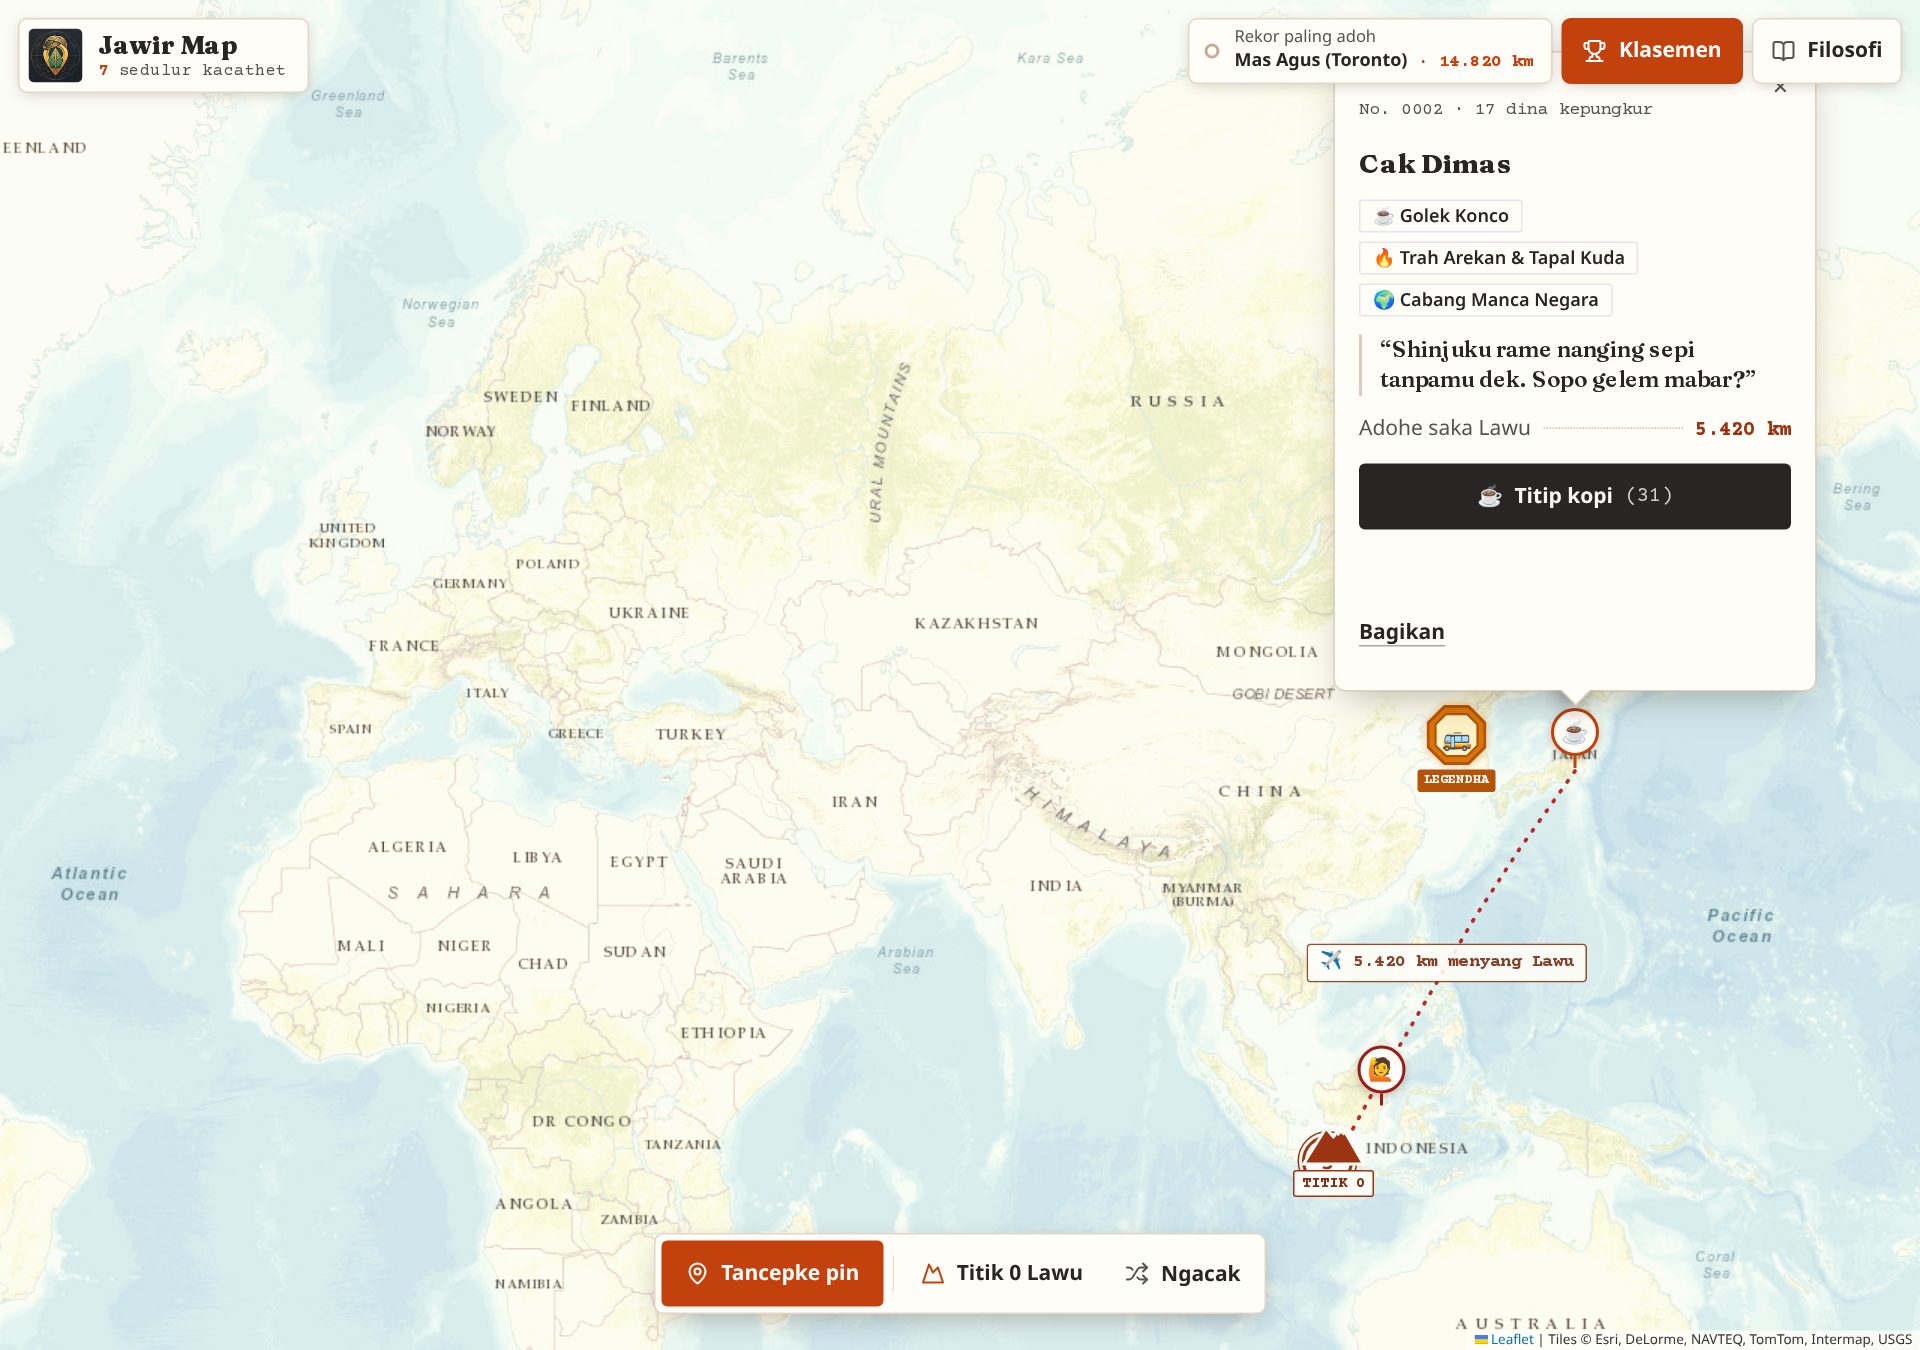 Jawir Map
7 sedulur kacathet
Rekor paling adoh
Mas Agus (Toronto) · 14.820 km
Klasemen
Filosofi
×
No. 0002 · 17 dina kepungkur
Cak Dimas
☕ Golek Konco
🔥 Trah Arekan & Tapal Kuda
🌍 Cabang Manca Negara
“Shinjuku rame nanging sepi
tanpamu dek. Sopo gelem mabar?”
Adohe saka Lawu 5.420 km
☕ Titip kopi (31)
Bagikan
Barents
Sea
Kara Sea
Greenland
Sea
EENLAND
Norwegian
Sea
SWEDEN
FINLAND
NORWAY
URAL MOUNTAINS
RUSSIA
Bering
Sea
UNITED
KINGDOM
POLAND
GERMANY
UKRAINE
KAZAKHSTAN
FRANCE
MONGOLIA
ITALY
GOBI DESERT
SPAIN
GREECE
TURKEY
JAPAN
LEGENDHA
IRAN
CHINA
HIMALAYA
ALGERIA
LIBYA
EGYPT
SAUDI
ARABIA
Atlantic
Ocean
SAHARA
INDIA
MYANMAR
(BURMA)
Pacific
Ocean
MALI
NIGER
CHAD
SUDAN
Arabian
Sea
✈️ 5.420 km menyang Lawu
NIGERIA
ETHIOPIA
DR CONGO
TANZANIA
INDONESIA
TITIK 0
ANGOLA
ZAMBIA
NAMIBIA
Coral
Sea
AUSTRALIA
Tancepke pin
Titik 0 Lawu
Ngacak
Leaflet | Tiles © Esri, DeLorme, NAVTEQ, TomTom, Intermap, USGS